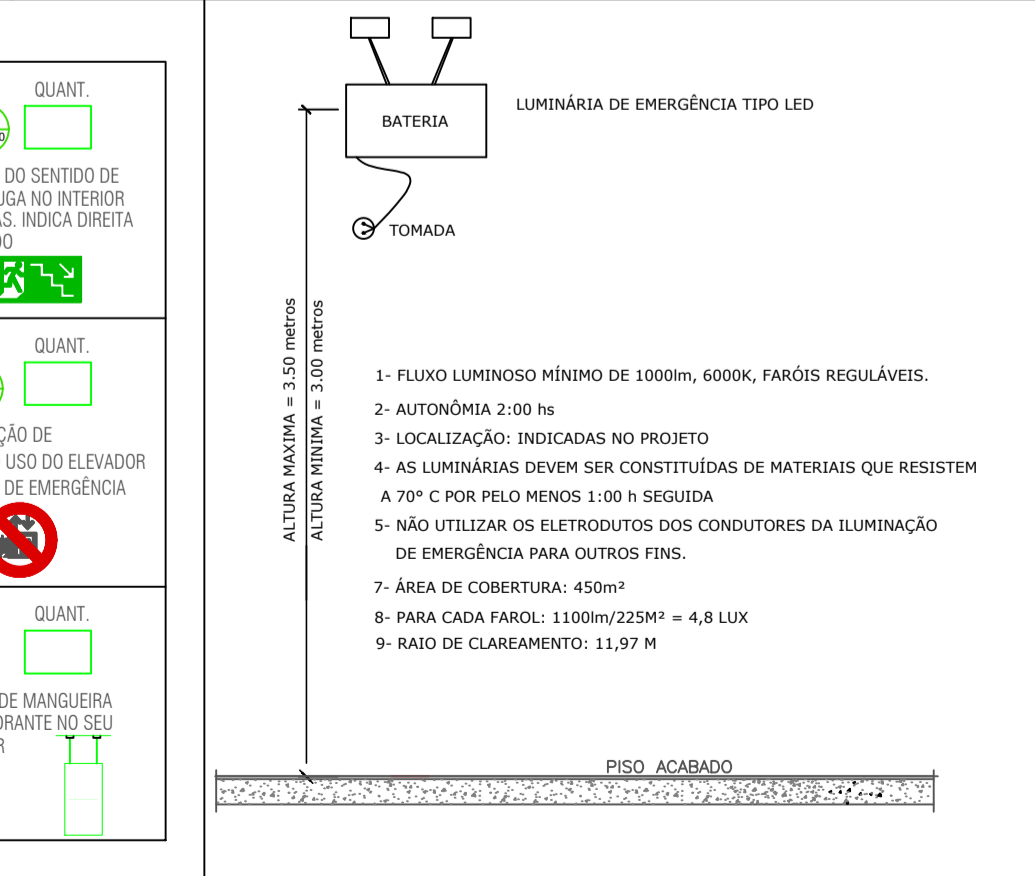 QUANT.
DO SENTIDO DE
UGA NO INTERIOR
AS. INDICA DIREITA
DO
QUANT.
ÇÃO DE
USO DO ELEVADOR
DE EMERGÊNCIA
QUANT.
DE MANGUEIRA
DRANTE NO SEU
R
BATERIA
LUMINÁRIA DE EMERGÊNCIA TIPO LED
TOMADA
ALTURA MAXIMA = 3.50 metros
ALTURA MINIMA = 3.00 metros
1- FLUXO LUMINOSO MÍNIMO DE 1000lm, 6000K, FARÓIS REGULÁVEIS.
2- AUTONÔMIA 2:00 hs
3- LOCALIZAÇÃO: INDICADAS NO PROJETO
4- AS LUMINÁRIAS DEVEM SER CONSTITUÍDAS DE MATERIAIS QUE RESISTEM
A 70° C POR PELO MENOS 1:00 h SEGUIDA
5- NÃO UTILIZAR OS ELETRODUTOS DOS CONDUTORES DA ILUMINAÇÃO
DE EMERGÊNCIA PARA OUTROS FINS.
7- ÁREA DE COBERTURA: 450m²
8- PARA CADA FAROL: 1100lm/225M² = 4,8 LUX
9- RAIO DE CLAREAMENTO: 11,97 M
PISO ACABADO